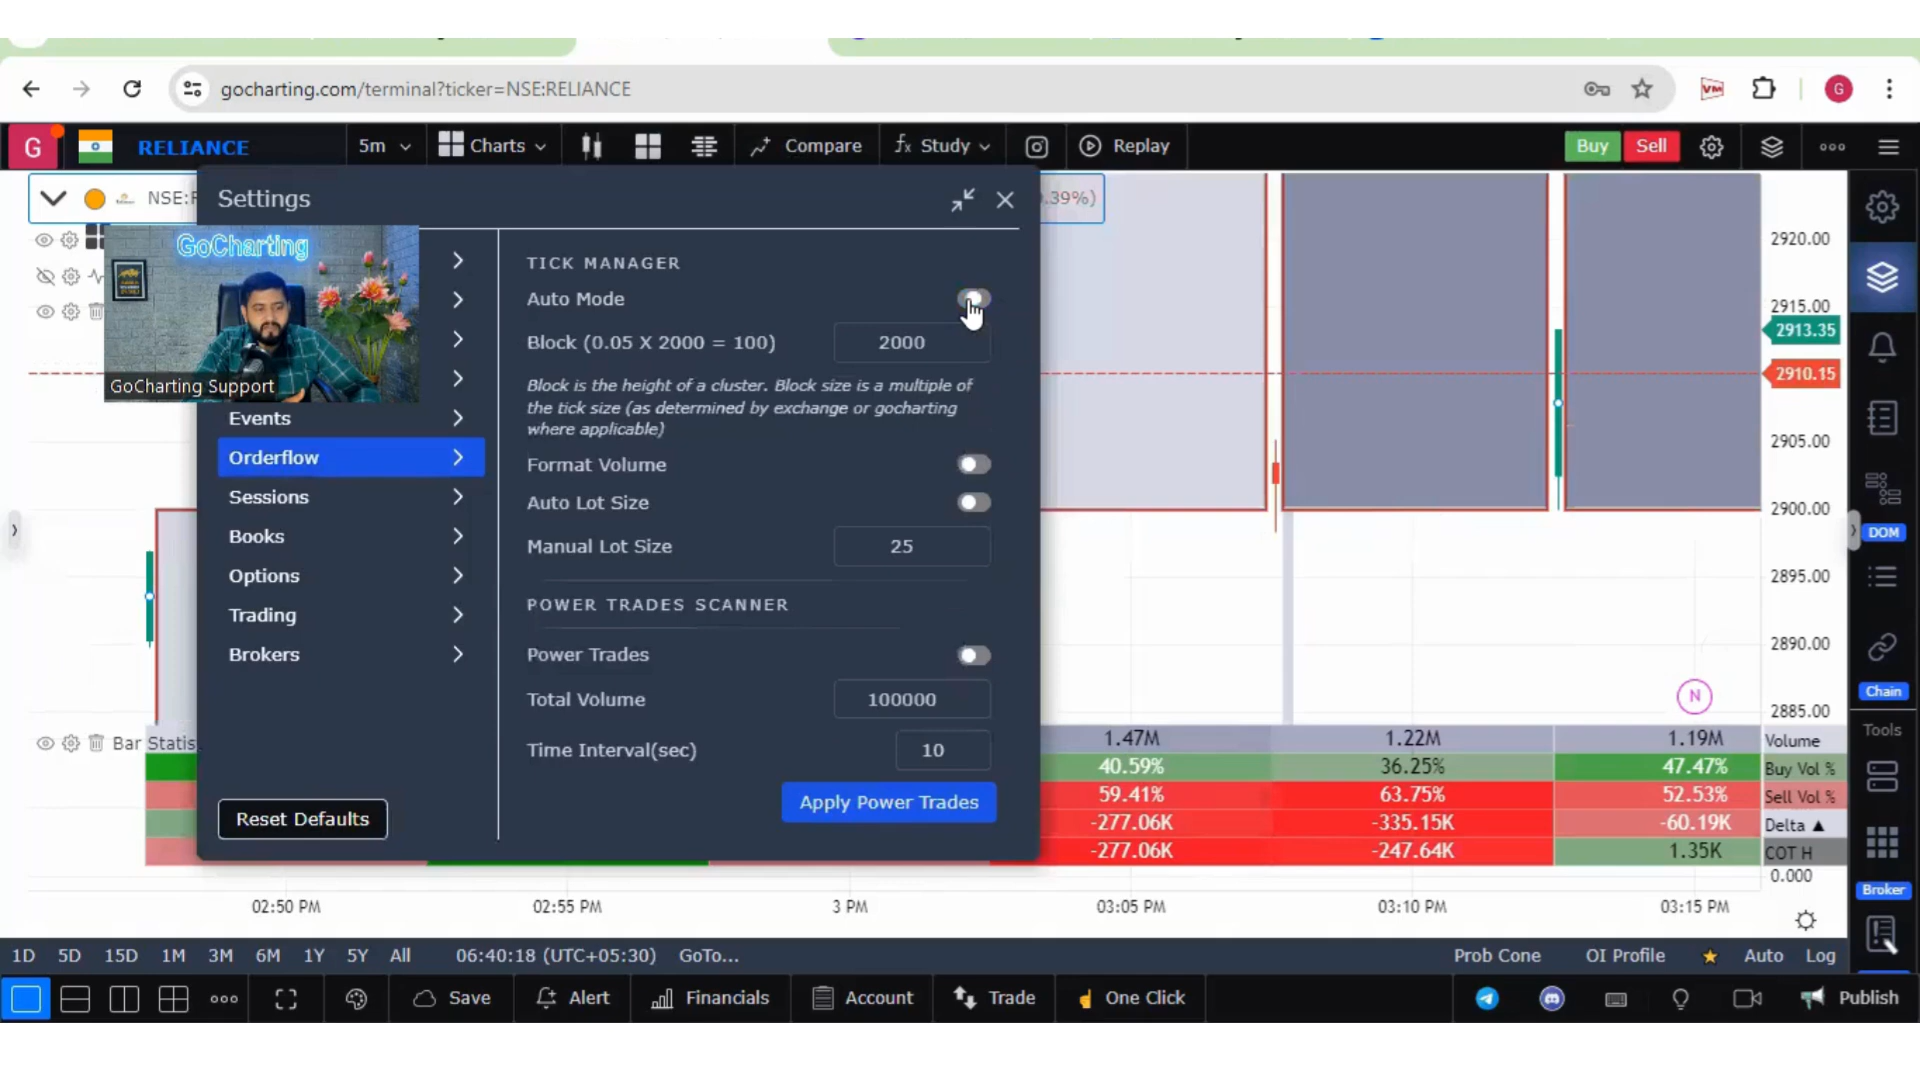 gocharting.com/terminal?ticker=NSE:RELIANCE
VM
G
G
RELIANCE
5m
Charts
Compare
fx Study
Replay
Buy
Sell
NSE:R
.39%)
Settings
GoCharting
GoCharting Support
Events
Orderflow
Sessions
Books
Options
Trading
Brokers
Reset Defaults
TICK MANAGER
Auto Mode
Block (0.05 X 2000 = 100)
2000
Block is the height of a cluster. Block size is a multiple of
the tick size (as determined by exchange or gocharting
where applicable)
Format Volume
Auto Lot Size
Manual Lot Size
25
POWER TRADES SCANNER
Power Trades
Total Volume
100000
Time Interval(sec)
10
Apply Power Trades
2920.00
2915.00
2913.35
2910.15
2905.00
2900.00
2895.00
2890.00
2885.00
N
DOM
Chain
Tools
Broker
Bar Statis
1.47M 1.22M 1.19M Volume
40.59% 36.25% 47.47% Buy Vol %
59.41% 63.75% 52.53% Sell Vol %
-277.06K -335.15K -60.19K Delta ▲
-277.06K -247.64K 1.35K COT H
0.000
02:50 PM 02:55 PM 3 PM 03:05 PM 03:10 PM 03:15 PM
1D 5D 15D 1M 3M 6M 1Y 5Y All 06:40:18 (UTC+05:30) GoTo... Prob Cone OI Profile Auto Log
Save Alert Financials Account Trade One Click Publish